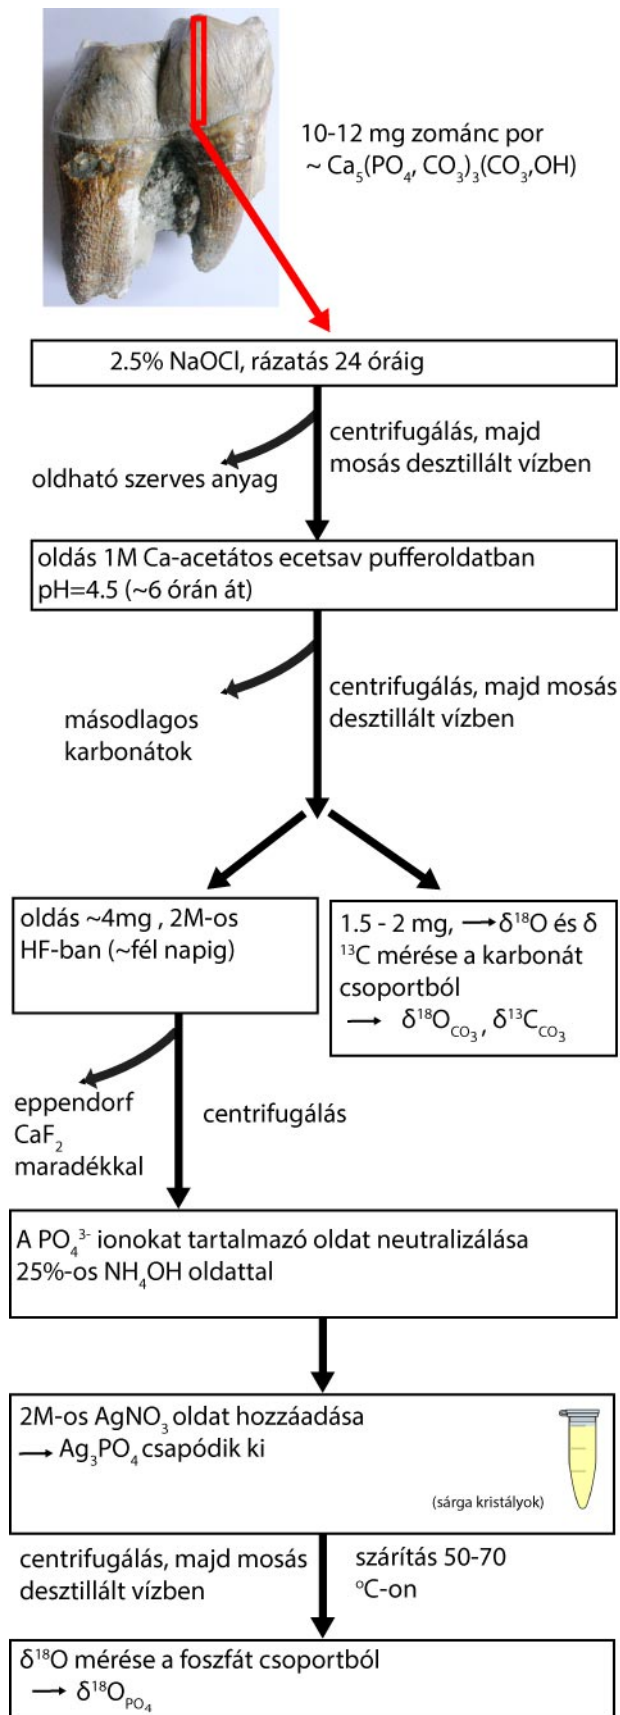 10-12 mg zománc por
~ Ca₅(PO₄, CO₃)₃(CO₃,OH)
2.5% NaOCl, rázatás 24 óráig
centrifugálás, majd
mosás desztillált vízben
oldható szerves anyag
oldás 1M Ca-acetátos ecetsav pufferoldatban
pH=4.5 (~6 órán át)
centrifugálás, majd mosás
desztillált vízben
másodlagos
karbonátok
oldás ~4mg , 2M-os
HF-ban (~fél napig)
1.5 - 2 mg, → δ¹⁸O és δ
¹³C mérése a karbonát
csoportból
→ δ¹⁸O_CO₃ , δ¹³C_CO₃
eppendorf
CaF₂
maradékkal
centrifugálás
A PO₄³⁻ ionokat tartalmazó oldat neutralizálása
25%-os NH₄OH oldattal
2M-os AgNO₃ oldat hozzáadása
→ Ag₃PO₄ csapódik ki
(sárga kristályok)
centrifugálás, majd mosás
desztillált vízben
szárítás 50-70
°C-on
δ¹⁸O mérése a foszfát csoportból
→ δ¹⁸O_PO₄